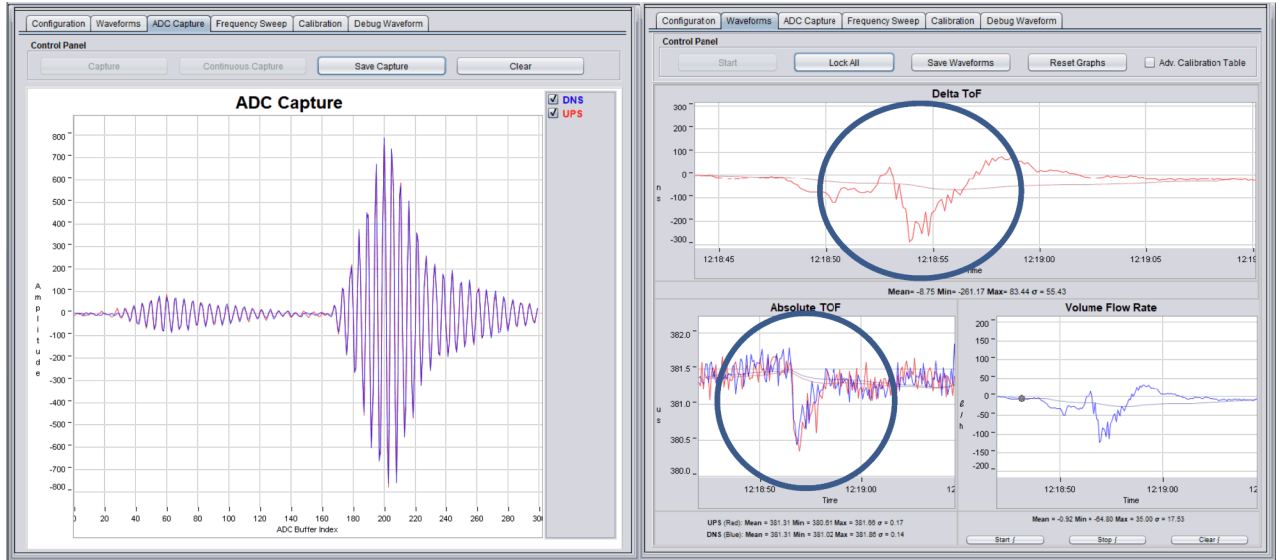 Configuration Waveforms ADC Capture Frequency Sweep Calibration Debug Waveform
Control Panel
Capture Continuous Capture Save Capture Clear
ADC Capture
DNS
UPS
800
700
600
500
400
300
200
100
0
-100
-200
-300
-400
-500
-600
-700
-800
Amplitude
0 20 40 60 80 100 120 140 160 180 200 220 240 260 280 30
ADC Buffer Index
Configuraton Waveforms ADC Capture Frequency Sweep Calibration Debug Waveform
Control Panel
Start Lock All Save Waveforms Reset Graphs Adv. Calibration Table
Delta ToF
300
200
100
0
-100
-200
-300
ns
12:18:45 12:18:50 12:18:55 12:19:00 12:19:05 12:19
Time
Mean= -8.75 Min= -261.17 Max= 83.44 σ = 55.43
Absolute TOF
382.0
381.5
381.0
380.5
380.0
us
12:18:50 12:19:00 12
Time
UPS (Red): Mean = 381.31 Min = 380.61 Max = 381.66 σ = 0.17
DNS (Blue): Mean = 381.31 Min = 381.02 Max = 381.86 σ = 0.14
Volume Flow Rate
200
150
100
50
0
-50
-100
-150
-200
/h
12:18:50 12:19:00 12
Time
Mean = -0.92 Min = -64.80 Max = 35.00 σ = 17.53
Start ∫ Stop ∫ Clear ∫